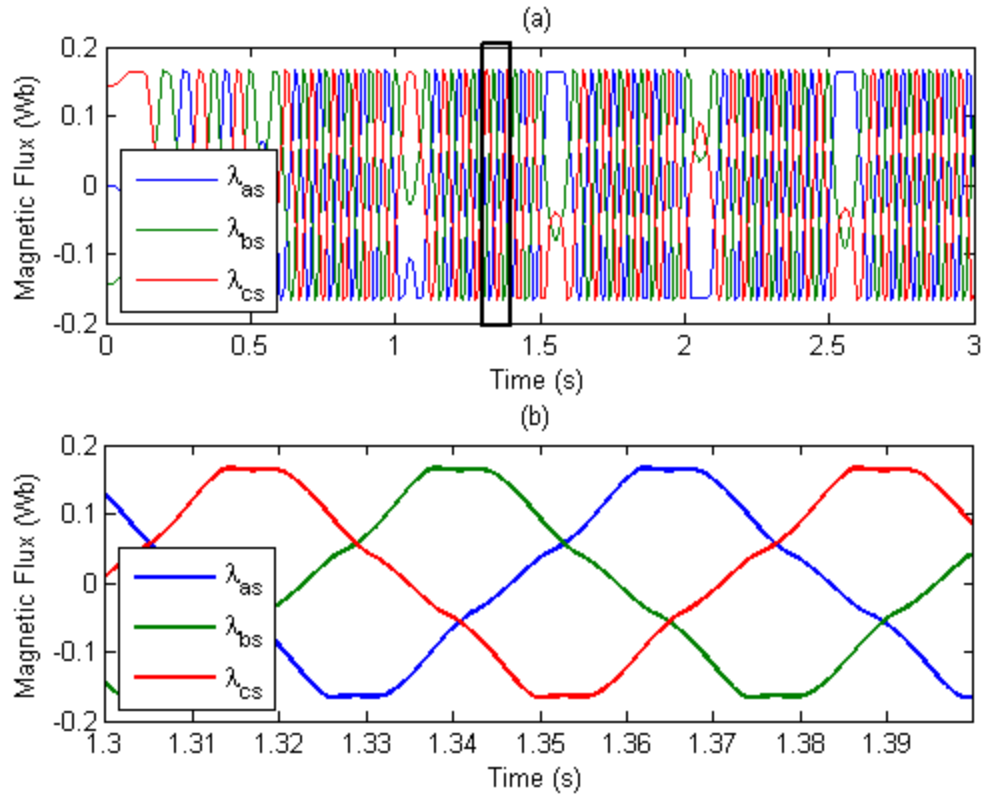 (a)
Magnetic Flux (Wb)
0.2
0.1
0
-0.1
-0.2
λas
λbs
λcs
0 0.5 1 1.5 2 2.5 3
Time (s)
(b)
Magnetic Flux (Wb)
0.2
0.1
0
-0.1
-0.2
λas
λbs
λcs
1.3 1.31 1.32 1.33 1.34 1.35 1.36 1.37 1.38 1.39
Time (s)